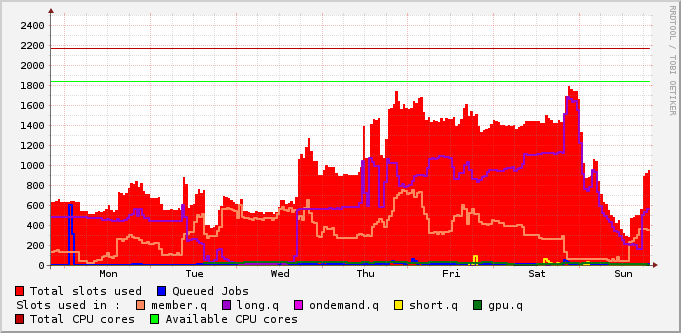 RRDTOOL / TOBI OETIKER
2400
2200
2000
1800
1600
1400
1200
1000
800
600
400
200
0
Mon Tue Wed Thu Fri Sat Sun
Total slots used Queued Jobs
Slots used in : member.q long.q ondemand.q short.q gpu.q
Total CPU cores Available CPU cores